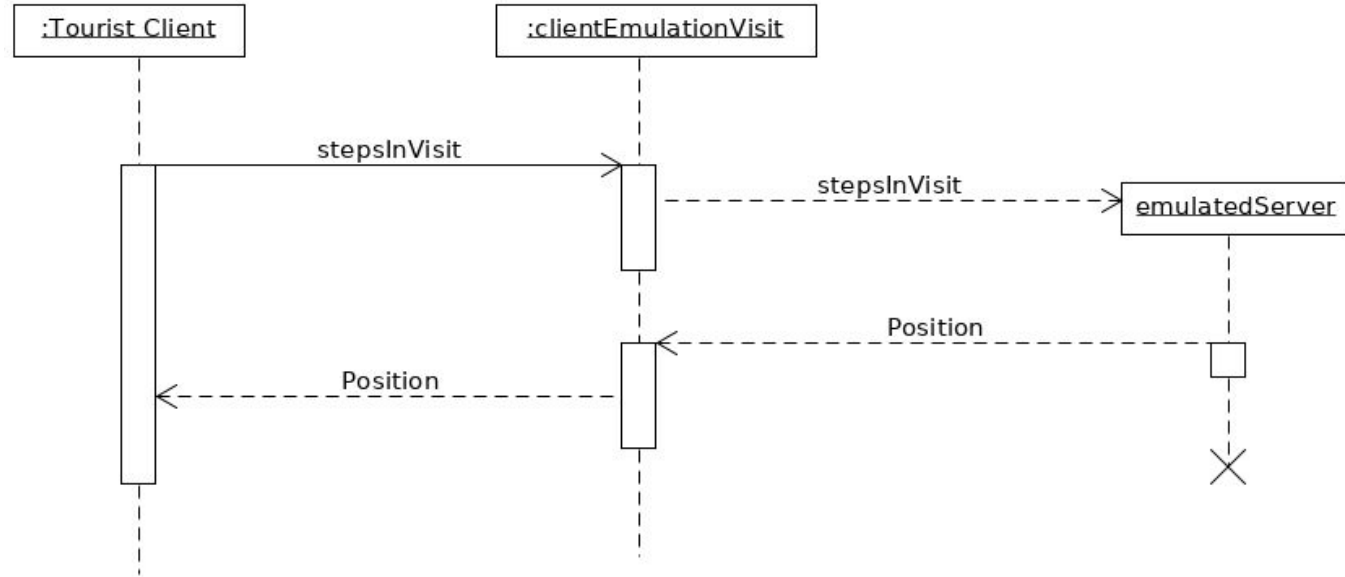 :Tourist Client
:clientEmulationVisit
stepsInVisit
stepsInVisit
emulatedServer
Position
Position